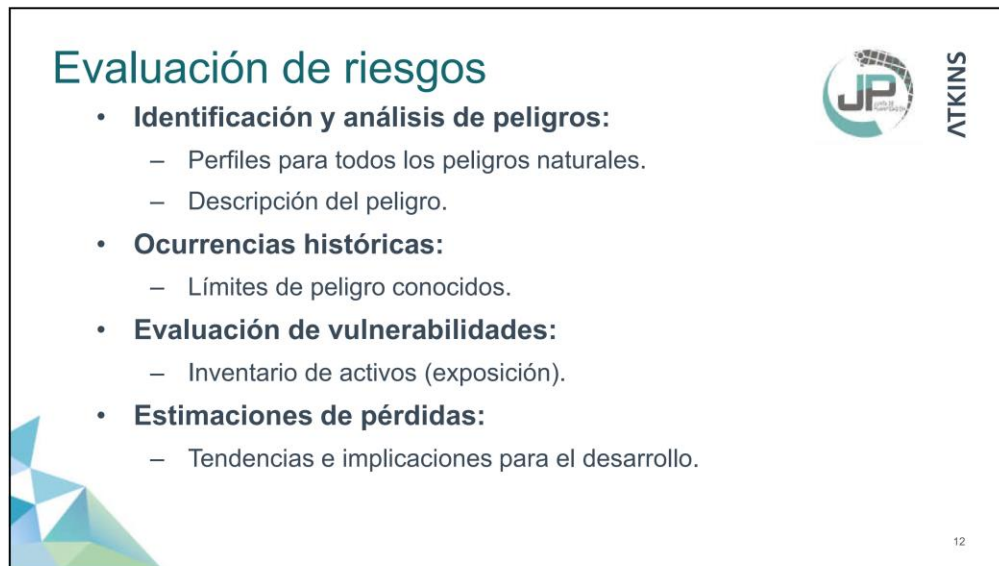 Evaluación de riesgos
• Identificación y análisis de peligros:
– Perfiles para todos los peligros naturales.
– Descripción del peligro.
• Ocurrencias históricas:
– Límites de peligro conocidos.
• Evaluación de vulnerabilidades:
– Inventario de activos (exposición).
• Estimaciones de pérdidas:
– Tendencias e implicaciones para el desarrollo.
JP
ATKINS
12